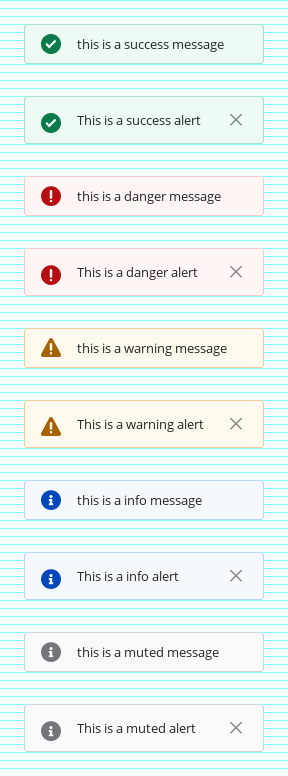 this is a success message
This is a success alert
this is a danger message
This is a danger alert
this is a warning message
This is a warning alert
this is a info message
This is a info alert
this is a muted message
This is a muted alert